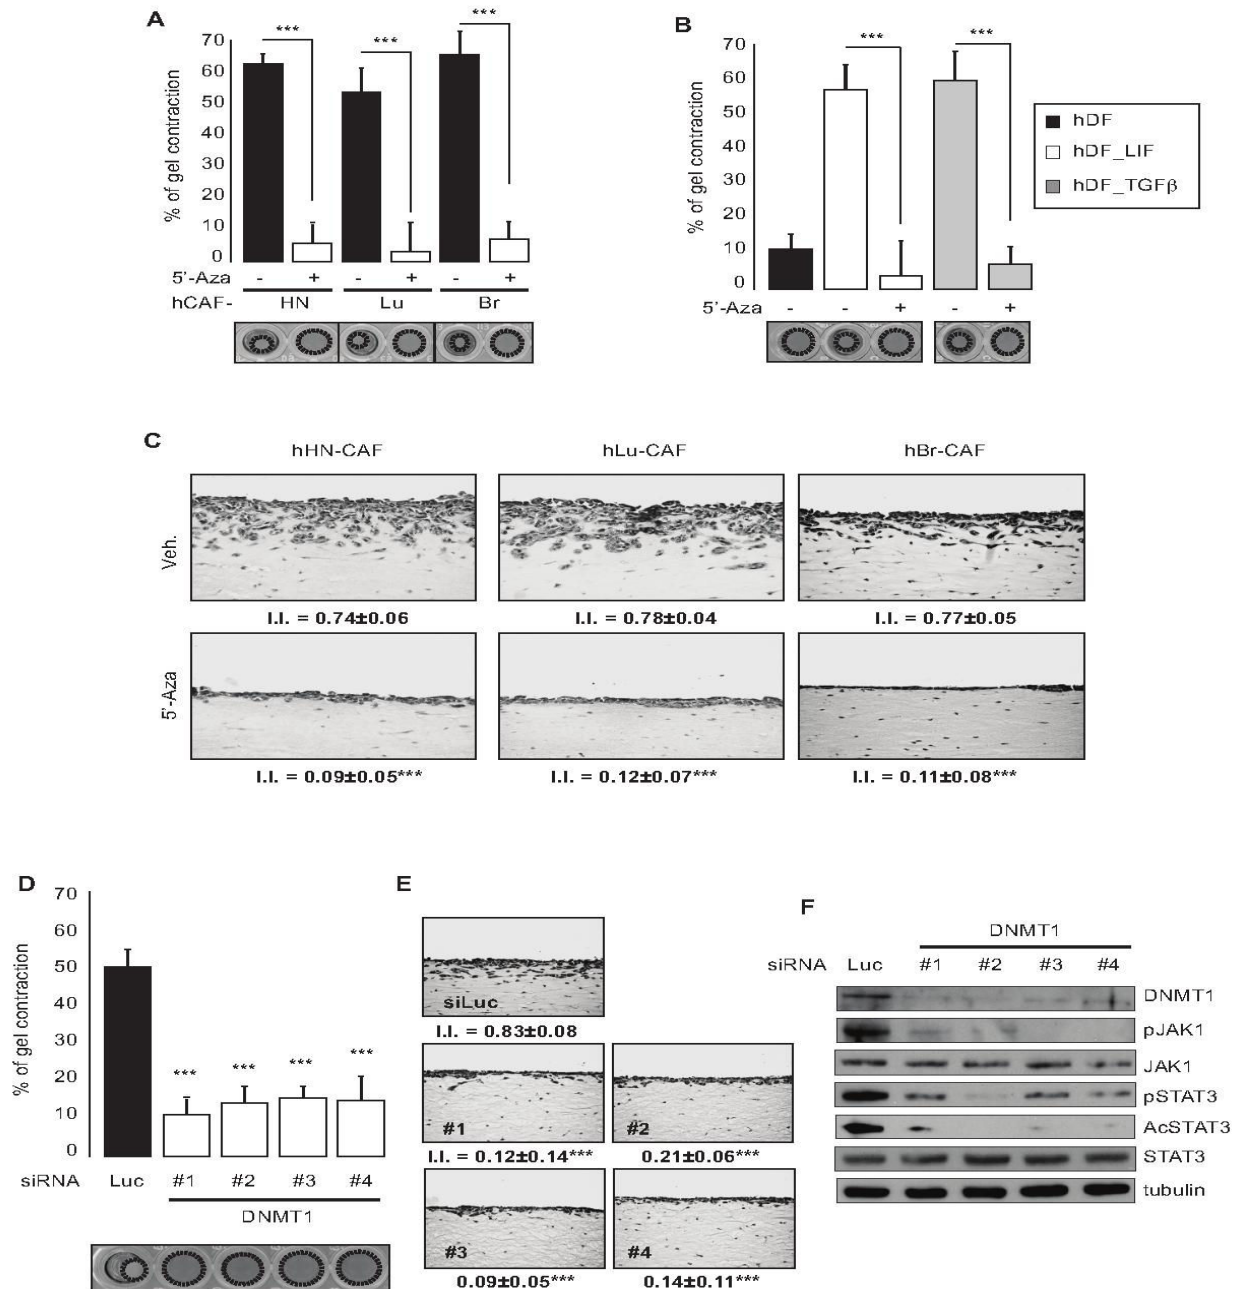 A
% of gel contraction
70
60
50
40
30
20
10
0
*** *** ***
5'-Aza - + - + - +
hCAF- HN Lu Br
B
% of gel contraction
70
60
50
40
30
20
10
0
*** ***
5'-Aza - - + - +
hDF
hDF_LIF
hDF_TGFβ
C
hHN-CAF hLu-CAF hBr-CAF
Veh.
I.I. = 0.74±0.06 I.I. = 0.78±0.04 I.I. = 0.77±0.05
5'-Aza
I.I. = 0.09±0.05*** I.I. = 0.12±0.07*** I.I. = 0.11±0.08***
D
% of gel contraction
70
60
50
40
30
20
10
0
*** *** *** ***
siRNA Luc #1 #2 #3 #4
DNMT1
E
siLuc
I.I. = 0.83±0.08
#1 #2
I.I. = 0.12±0.14*** 0.21±0.06***
#3 #4
0.09±0.05*** 0.14±0.11***
F
DNMT1
siRNA Luc #1 #2 #3 #4
DNMT1
pJAK1
JAK1
pSTAT3
AcSTAT3
STAT3
tubulin